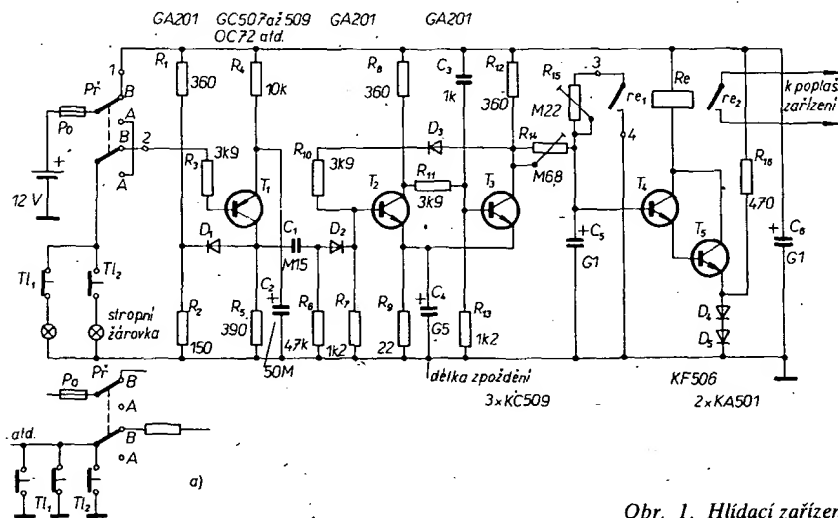 GA201 GC507až509 GA201 GA201
OC72 atd.
R1 360
R4 10k
R8 360
C3 1k
R12 360
R15 M22
3
re1
4
Re
re2
k poplaš.
zařízení
1
Př
Po
B
A
B
A
2
12 V
R3 3k9
T1
R10 3k9
D3
T2
R11 3k9
T3
R14 M68
T4
T5
R16 470
C6 G1
D1
C1 M15
D2
C5 G1
D4
D5
Tl1
Tl2
stropní
žárovka
R2 150
R5 390
C2 50M
R6 47k
R7 1k2
R9 22
C4 G5
R13 1k2
délka zpoždění
3xKC509
KF506
2xKA501
Po
Př
B
A
B
A
atd.
Tl1
Tl2
a)
Obr. 1. Hlídací zařízen